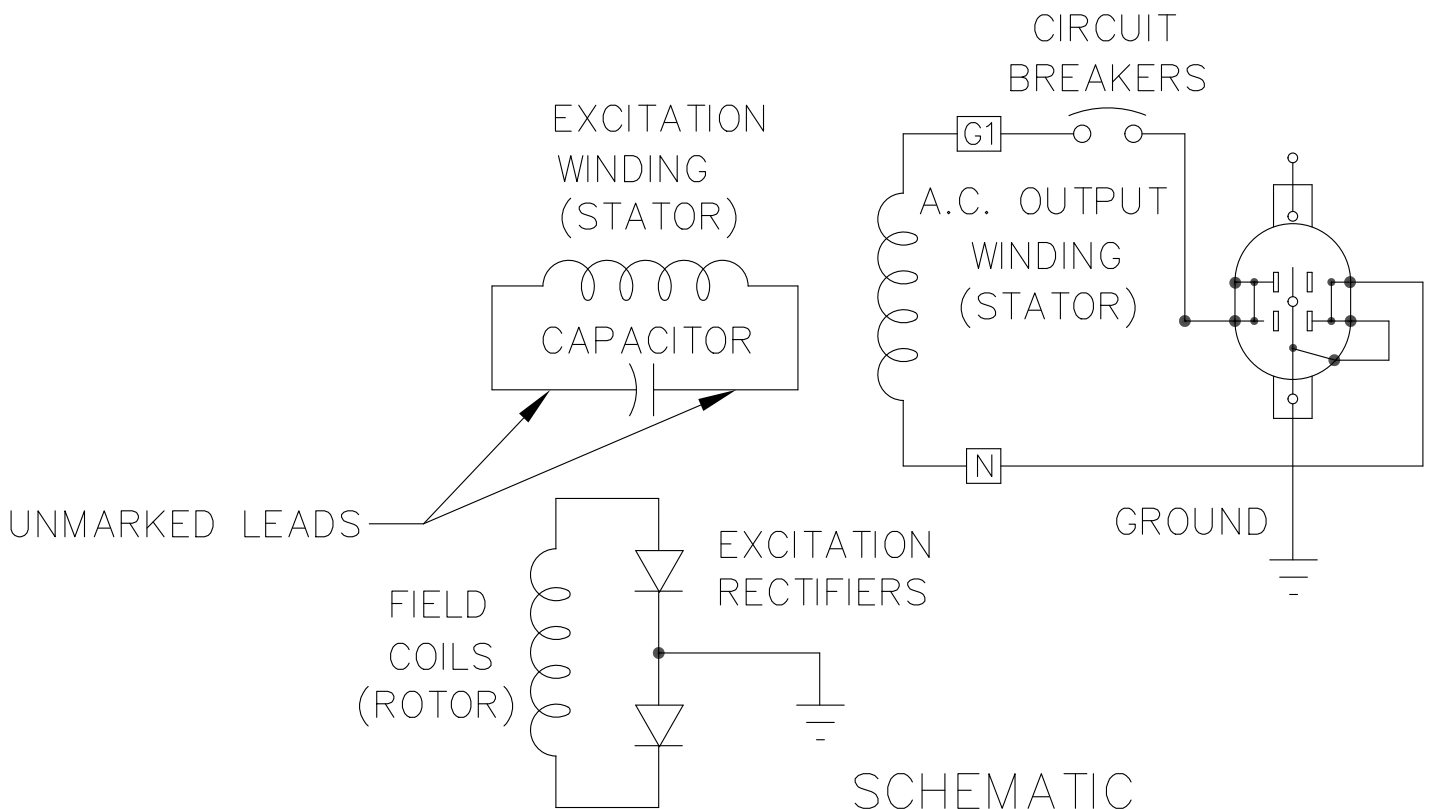 CIRCUIT
BREAKERS
EXCITATION
WINDING
(STATOR)
G1
A.C. OUTPUT
WINDING
(STATOR)
CAPACITOR
N
UNMARKED LEADS
GROUND
EXCITATION
RECTIFIERS
FIELD
COILS
(ROTOR)
SCHEMATIC